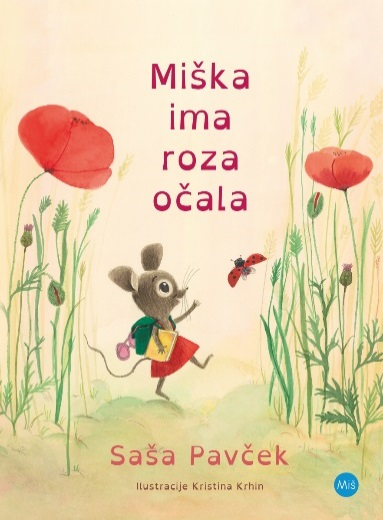 Miška
ima
roza
očala
Saša Pavček
Ilustracije Kristina Krhin
Miš